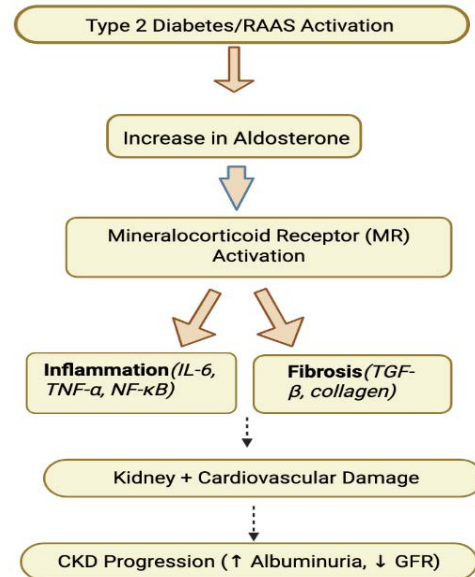 Type 2 Diabetes/RAAS Activation
Increase in Aldosterone
Mineralocorticoid Receptor (MR)
Activation
Inflammation(IL-6,
TNF-α, NF-κB)
Fibrosis(TGF-
β, collagen)
Kidney + Cardiovascular Damage
CKD Progression (↑ Albuminuria, ↓ GFR)